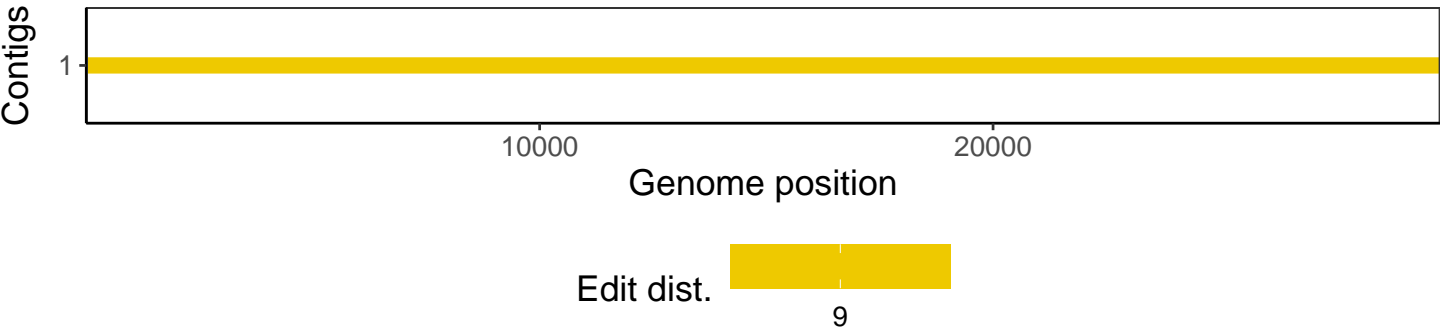 Contigs
1
10000 20000
Genome position
Edit dist.
9